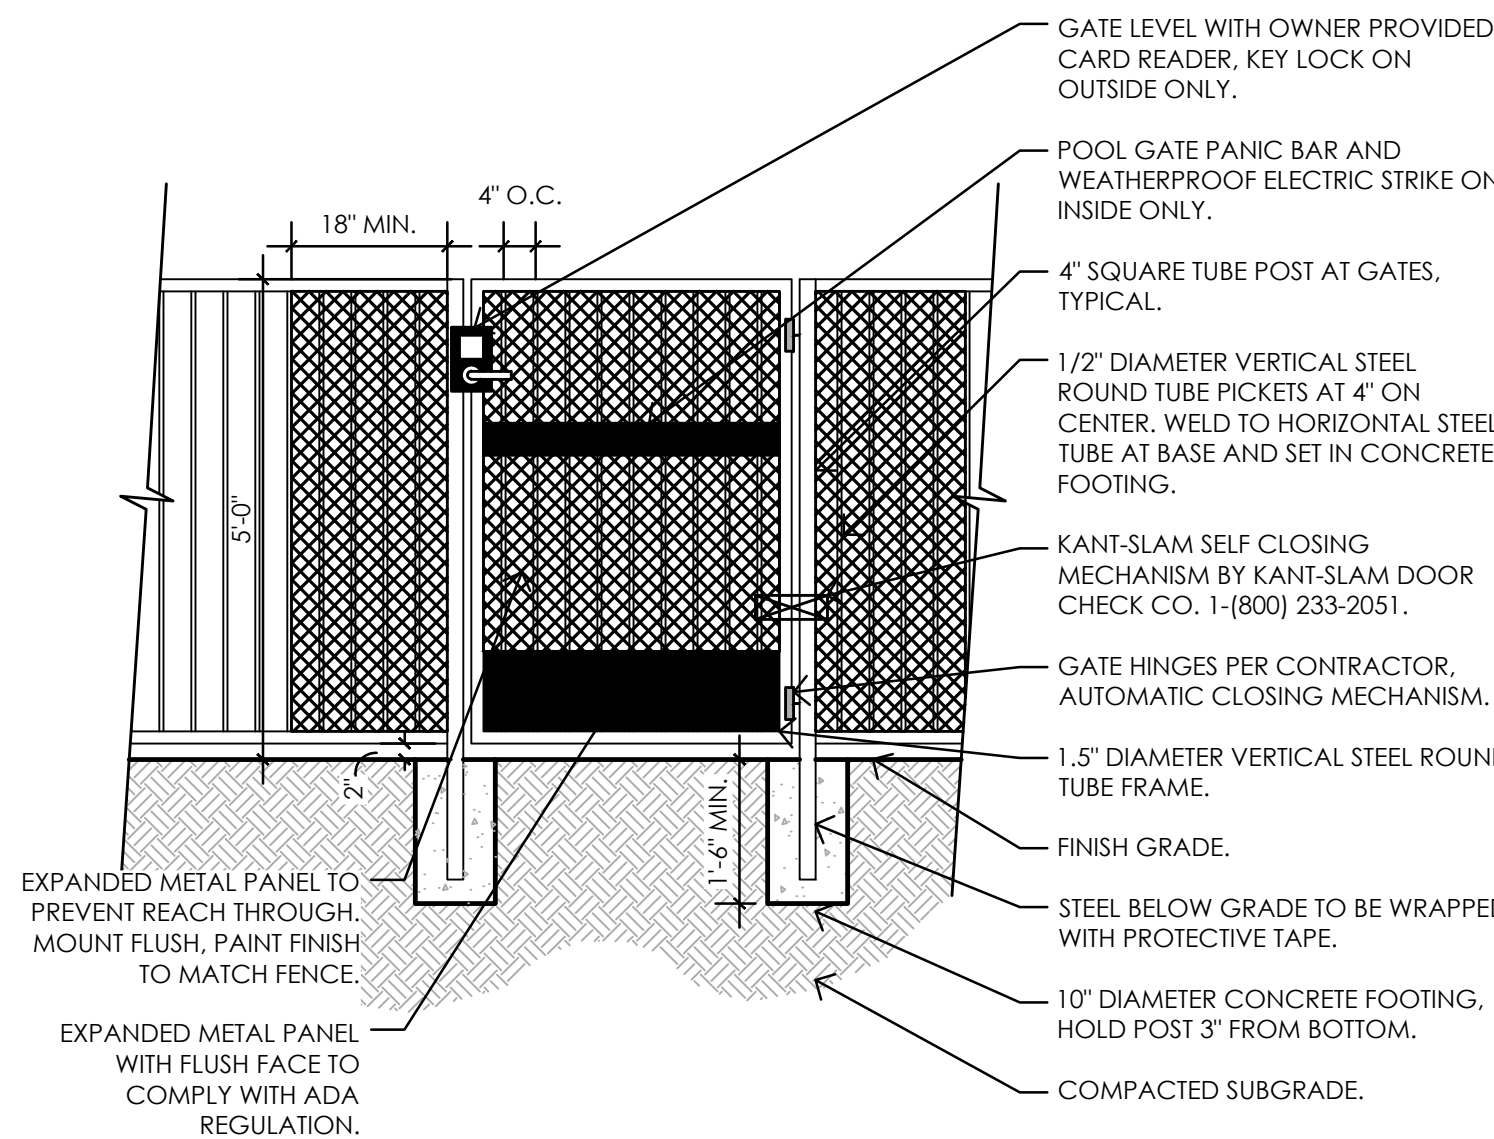 GATE LEVEL WITH OWNER PROVIDED
CARD READER, KEY LOCK ON
OUTSIDE ONLY.
POOL GATE PANIC BAR AND
WEATHERPROOF ELECTRIC STRIKE ON
INSIDE ONLY.
4" O.C.
18" MIN.
4" SQUARE TUBE POST AT GATES,
TYPICAL.
1/2" DIAMETER VERTICAL STEEL
ROUND TUBE PICKETS AT 4" ON
CENTER. WELD TO HORIZONTAL STEEL
TUBE AT BASE AND SET IN CONCRETE
FOOTING.
5'-0"
KANT-SLAM SELF CLOSING
MECHANISM BY KANT-SLAM DOOR
CHECK CO. 1-(800) 233-2051.
GATE HINGES PER CONTRACTOR,
AUTOMATIC CLOSING MECHANISM.
1.5" DIAMETER VERTICAL STEEL ROUND
TUBE FRAME.
2"
1'-6" MIN.
FINISH GRADE.
STEEL BELOW GRADE TO BE WRAPPED
WITH PROTECTIVE TAPE.
10" DIAMETER CONCRETE FOOTING,
HOLD POST 3" FROM BOTTOM.
COMPACTED SUBGRADE.
EXPANDED METAL PANEL TO
PREVENT REACH THROUGH.
MOUNT FLUSH, PAINT FINISH
TO MATCH FENCE.
EXPANDED METAL PANEL
WITH FLUSH FACE TO
COMPLY WITH ADA
REGULATION.